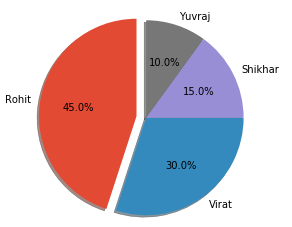 Yuvraj
10.0%
Shikhar
15.0%
Rohit
45.0%
30.0%
Virat